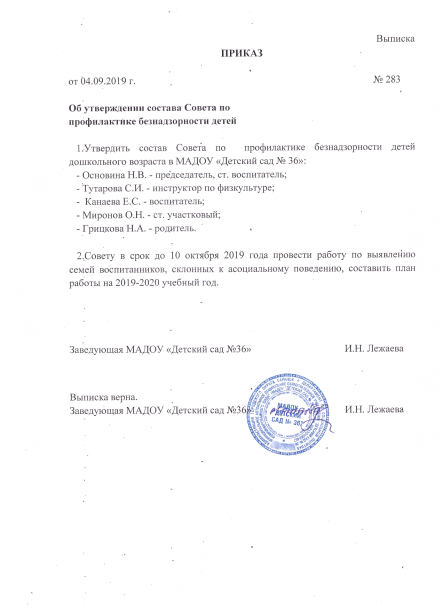 Выписка
ПРИКАЗ
от 04.09.2019 г. № 283
Об утверждении состава Совета по
профилактике безнадзорности детей
1.Утвердить состав Совета по профилактике безнадзорности детей
дошкольного возраста в МАДОУ «Детский сад № 36»:
- Основина Н.В. - председатель, ст. воспитатель;
- Тутарова С.И. - инструктор по физкультуре;
- Канаева Е.С. - воспитатель;
- Миронов О.Н. - ст. участковый;
- Грицкова Н.А. - родитель.
2.Совету в срок до 10 октября 2019 года провести работу по выявлению
семей воспитанников, склонных к асоциальному поведению, составить план
работы на 2019-2020 учебный год.
Заведующая МАДОУ «Детский сад №36» И.Н. Лежаева
Выписка верна.
Заведующая МАДОУ «Детский сад №36» И.Н. Лежаева
МАДОУ
САД № 36